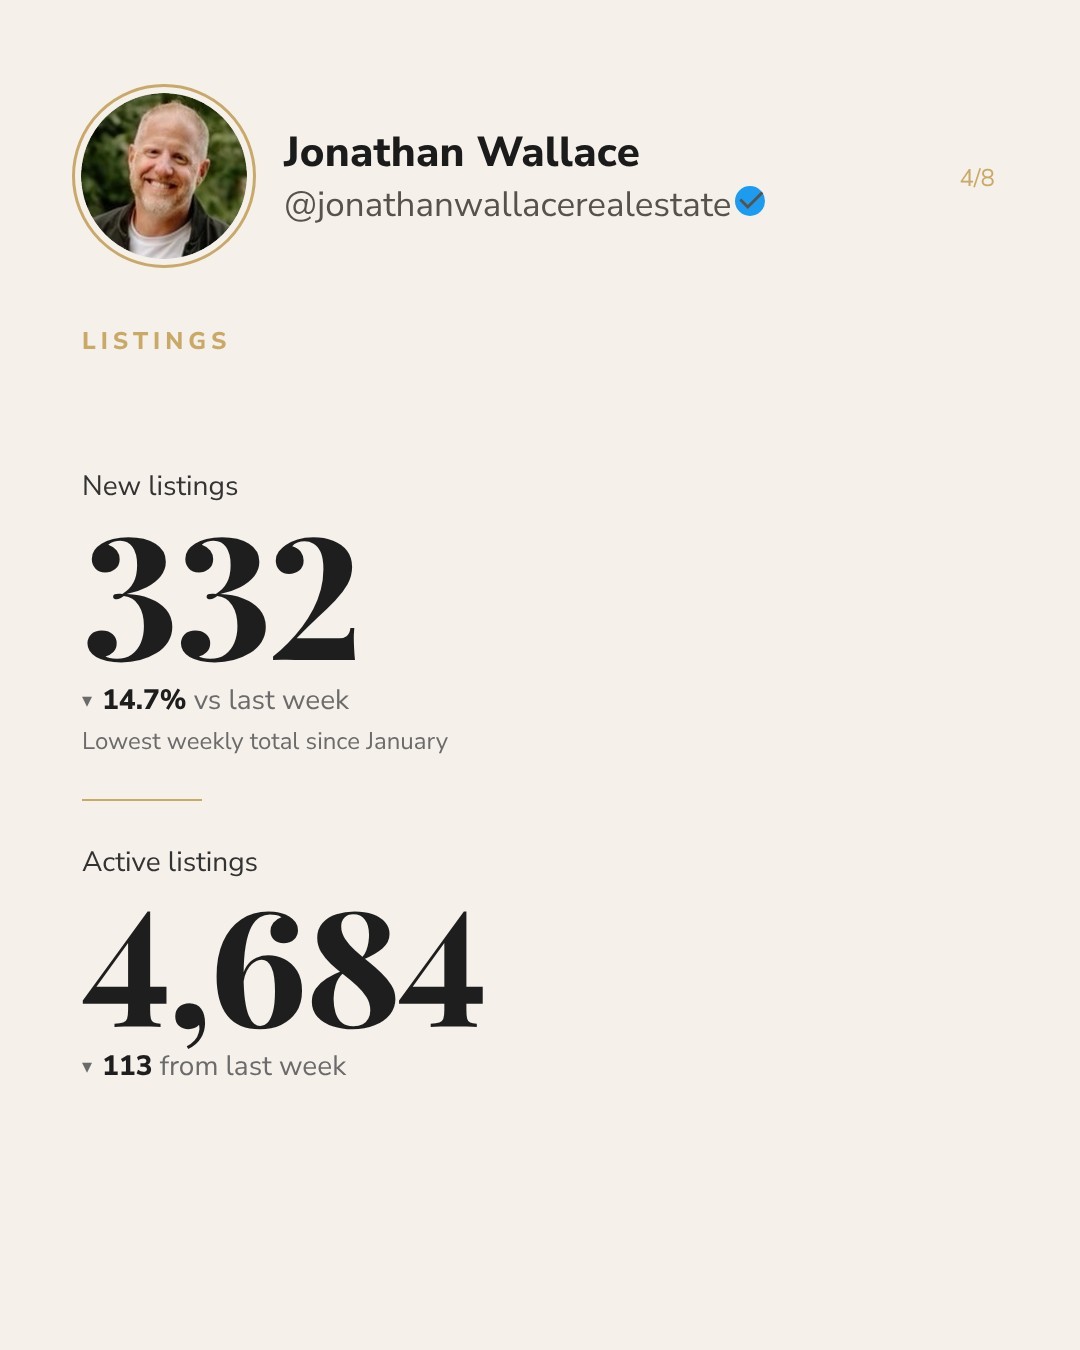 Jonathan Wallace
@jonathanwallacerealestate
4/8
LISTINGS
New listings
332
▼ 14.7% vs last week
Lowest weekly total since January
Active listings
4,684
▼ 113 from last week